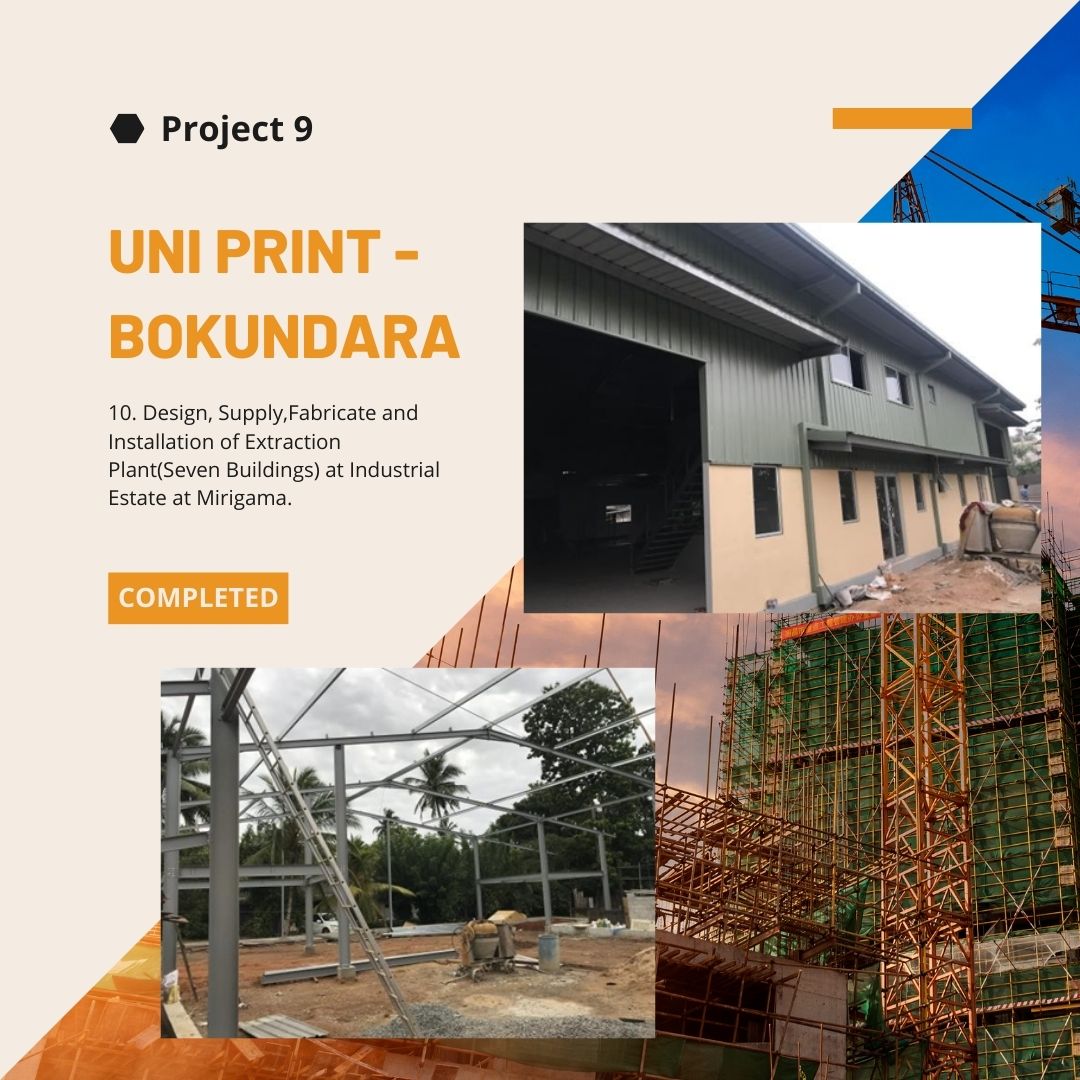 Project 9
UNI PRINT -
BOKUNDARA
10. Design, Supply,Fabricate and
Installation of Extraction
Plant(Seven Buildings) at Industrial
Estate at Mirigama.
COMPLETED